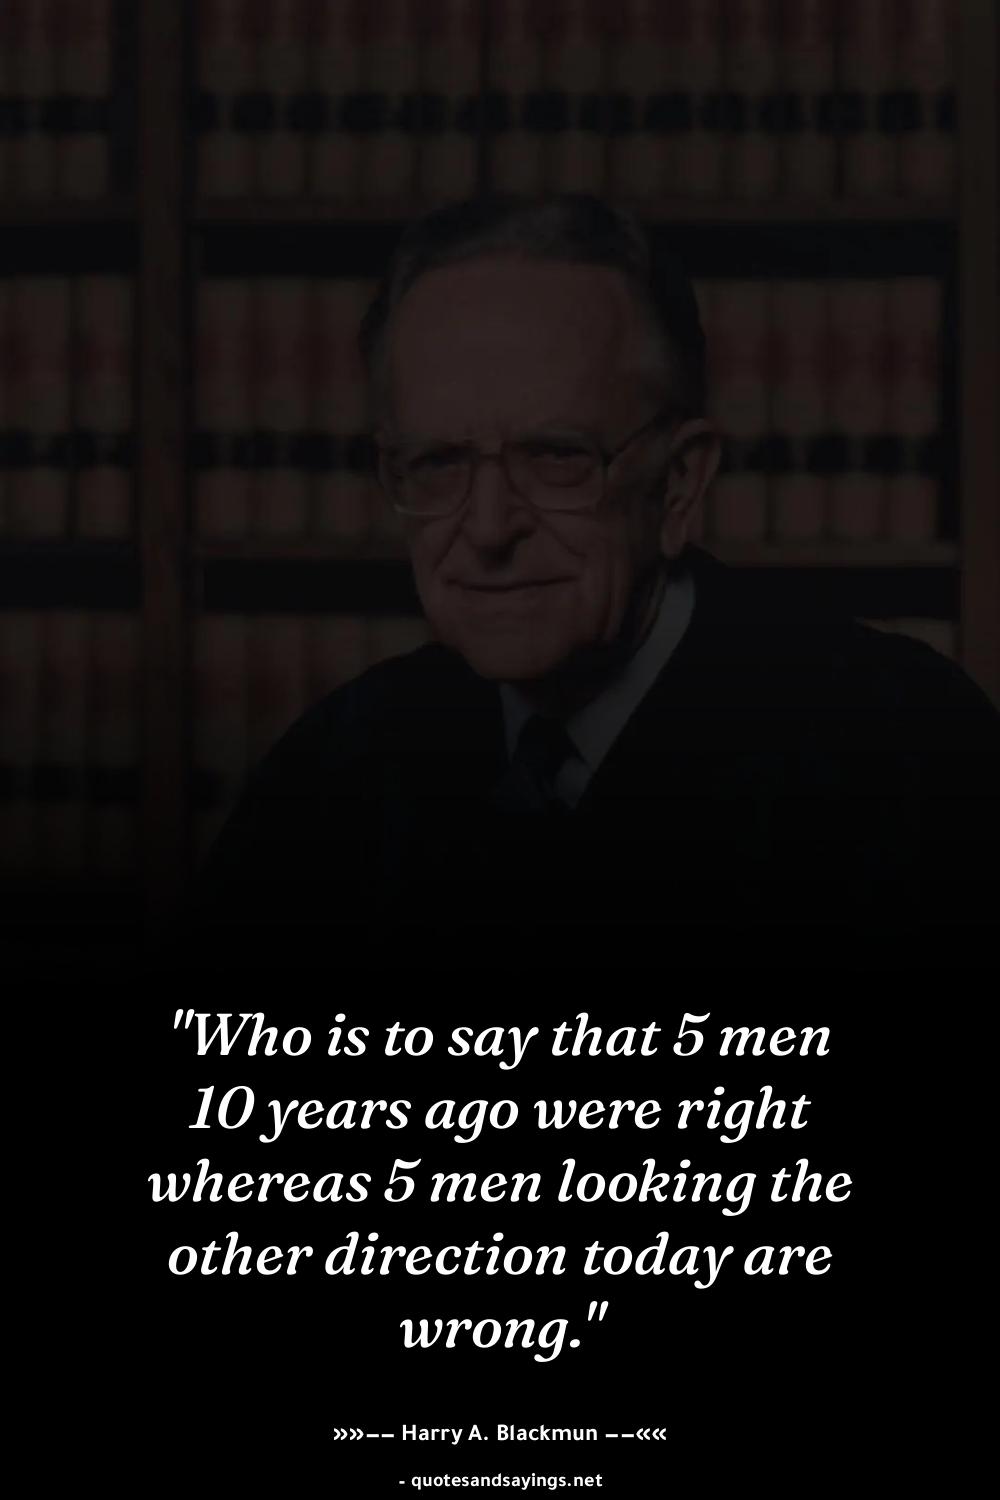 "Who is to say that 5 men
10 years ago were right
whereas 5 men looking the
other direction today are
wrong."
»»−− Harry A. Blackmun −−««
- quotesandsayings.net